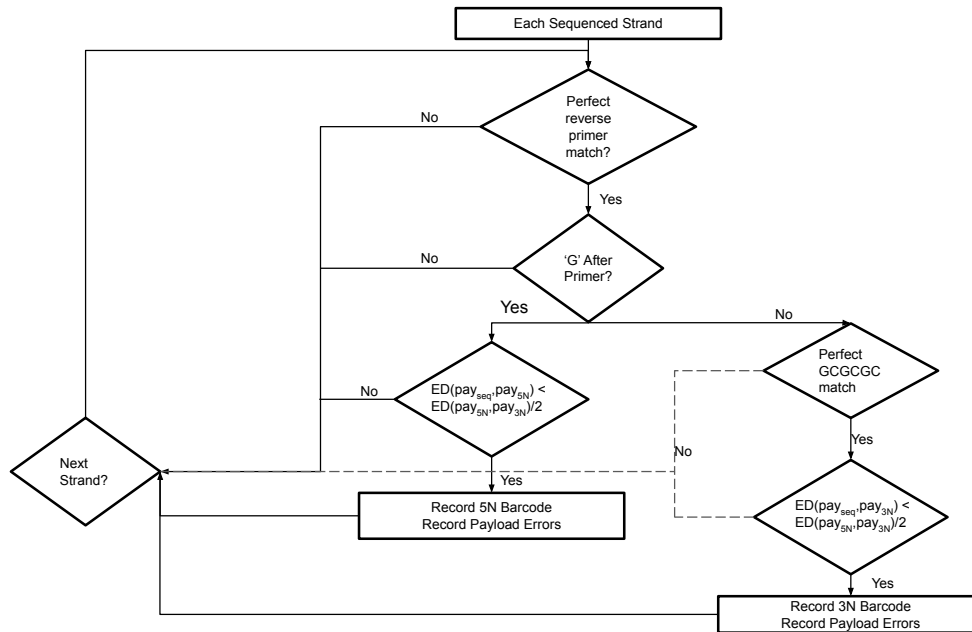 Each Sequenced Strand
Perfect
reverse
primer
match?
No
Yes
'G' After
Primer?
No
Yes
No
Perfect
GCGCGC
match
ED(pay_seq,pay_5N) <
ED(pay_5N,pay_3N)/2
No
Yes
No
Next
Strand?
Yes
Record 5N Barcode
Record Payload Errors
ED(pay_seq,pay_3N) <
ED(pay_5N,pay_3N)/2
Yes
Record 3N Barcode
Record Payload Errors